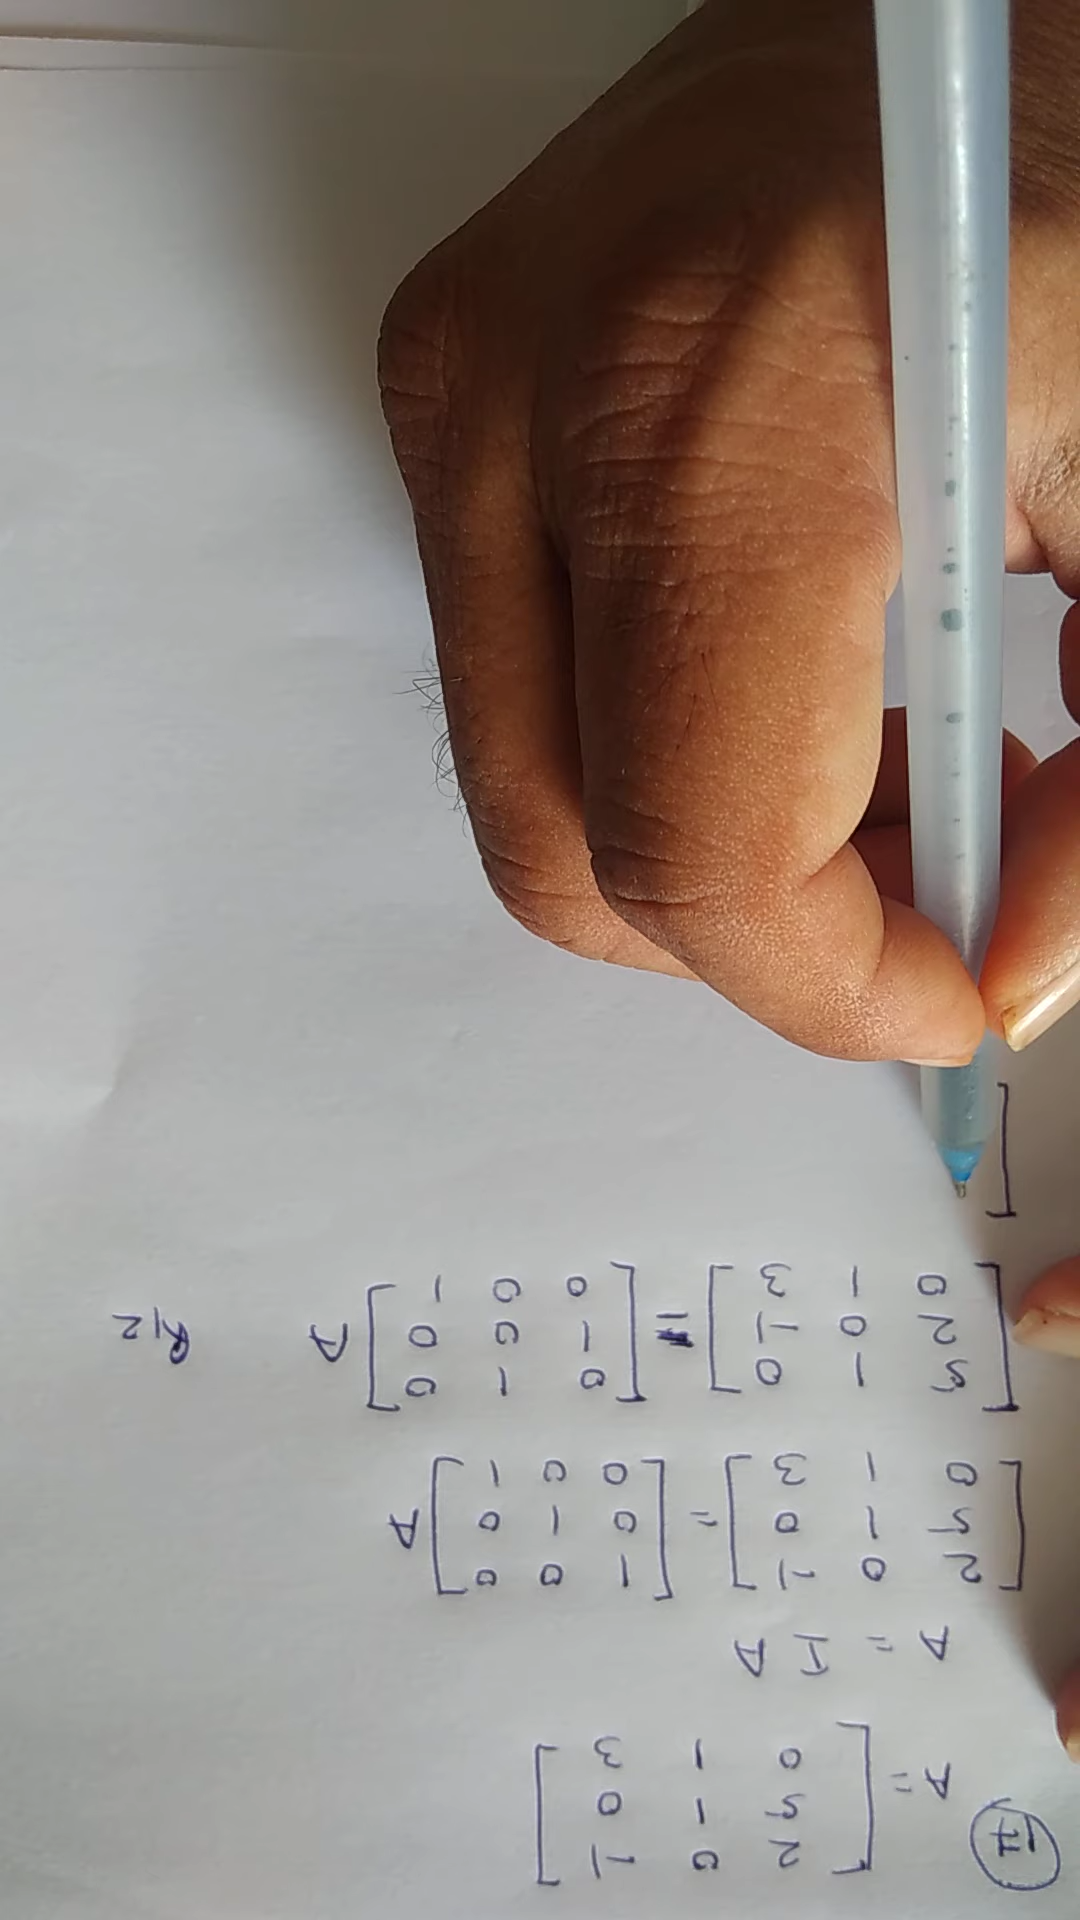 (17) A = [2 0 -1
5 1 0
0 1 3]
A = I A
[2 0 -1
5 1 0
0 1 3] = [1 0 0
0 1 0
0 0 1] A
[5 1 0
2 0 -1
0 1 3] = [0 1 0
1 0 0
0 0 1] A R12
[